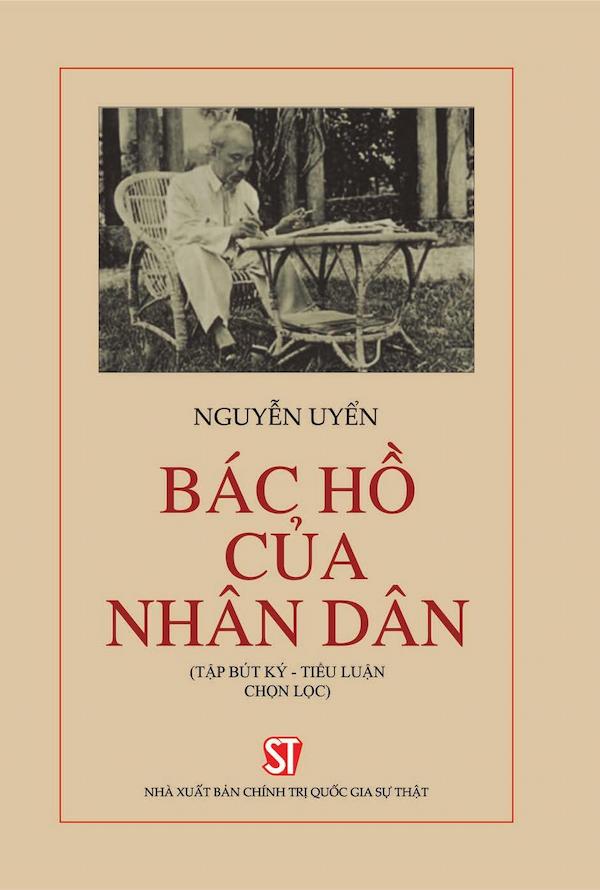 NGUYỄN UYỂN
BÁC HỒ
CỦA
NHÂN DÂN
(TẬP BÚT KÝ - TIỂU LUẬN
CHỌN LỌC)
ST
NHÀ XUẤT BẢN CHÍNH TRỊ QUỐC GIA SỰ THẬT